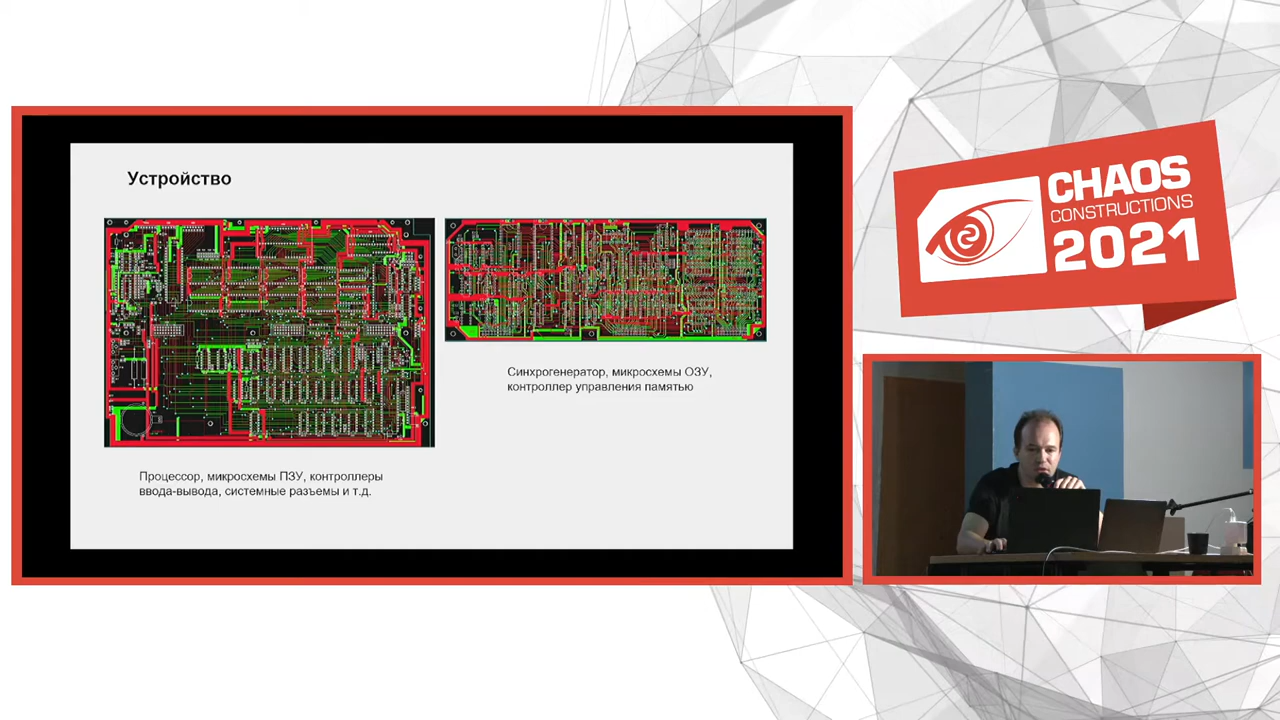 Устройство
Синхрогенератор, микросхемы ОЗУ,
контроллер управления памятью
Процессор, микросхемы ПЗУ, контроллеры
ввода-вывода, системные разъемы и т.д.
CHAOS
CONSTRUCTIONS
2021